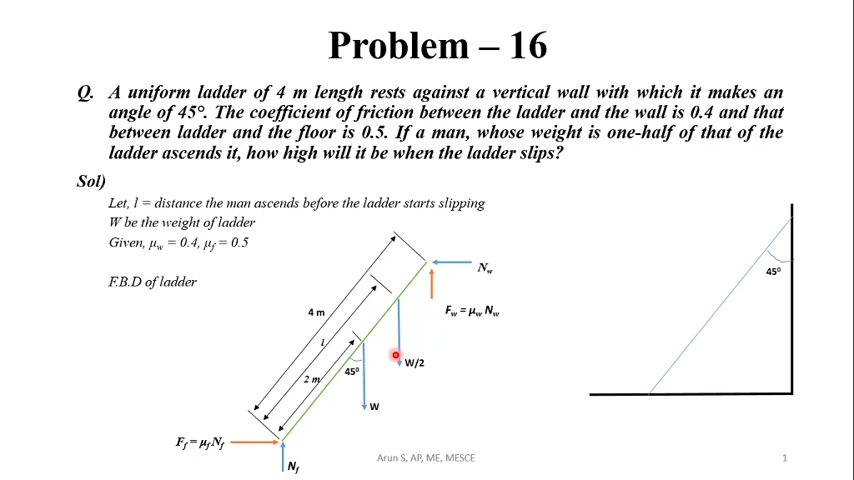 Problem – 16
Q. A uniform ladder of 4 m length rests against a vertical wall with which it makes an
angle of 45°. The coefficient of friction between the ladder and the wall is 0.4 and that
between ladder and the floor is 0.5. If a man, whose weight is one-half of that of the
ladder ascends it, how high will it be when the ladder slips?
Sol)
Let, l = distance the man ascends before the ladder starts slipping
W be the weight of ladder
Given, μw = 0.4, μf = 0.5
F.B.D of ladder
Nw
45⁰
4 m
Fw = μw Nw
l
W/2
45⁰
2 m
W
Ff = μf Nf
Nf
Arun S, AP, ME, MESCE
1